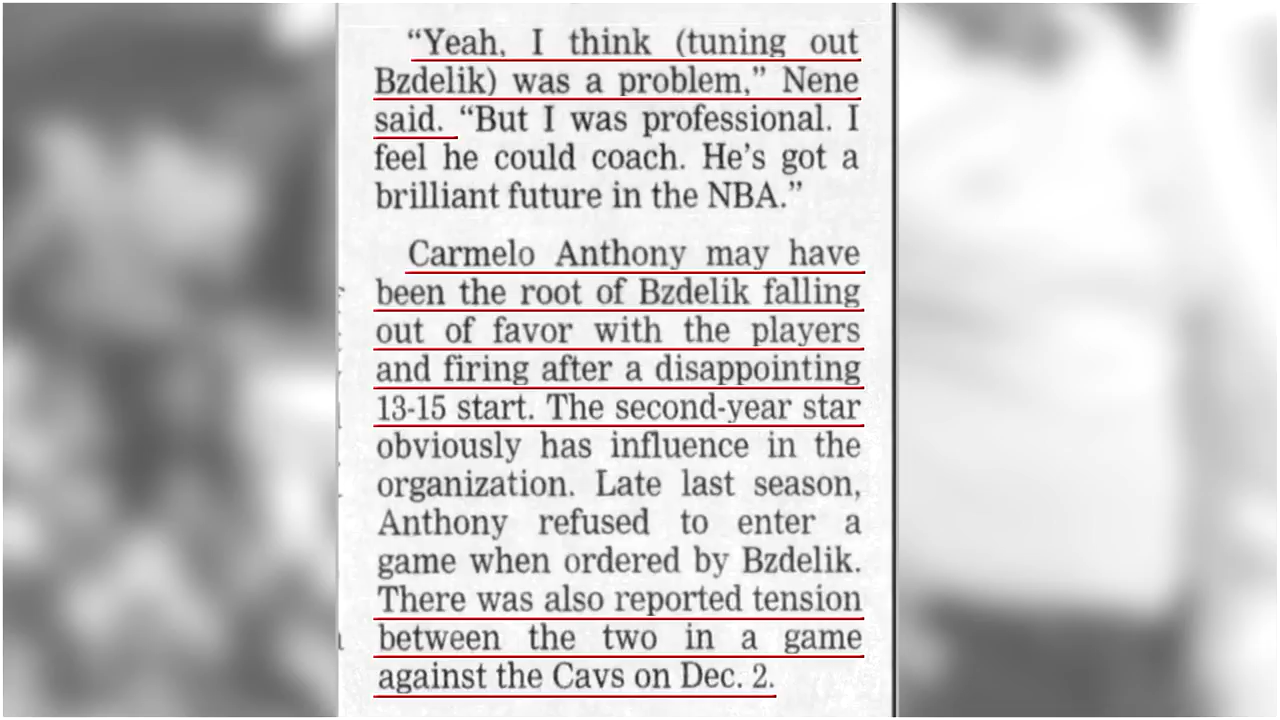 “Yeah, I think (tuning out
Bzdelik) was a problem,” Nene
said. “But I was professional. I
feel he could coach. He’s got a
brilliant future in the NBA.”
Carmelo Anthony may have
been the root of Bzdelik falling
out of favor with the players
and firing after a disappointing
13-15 start. The second-year star
obviously has influence in the
organization. Late last season,
Anthony refused to enter a
game when ordered by Bzdelik.
There was also reported tension
between the two in a game
against the Cavs on Dec. 2.